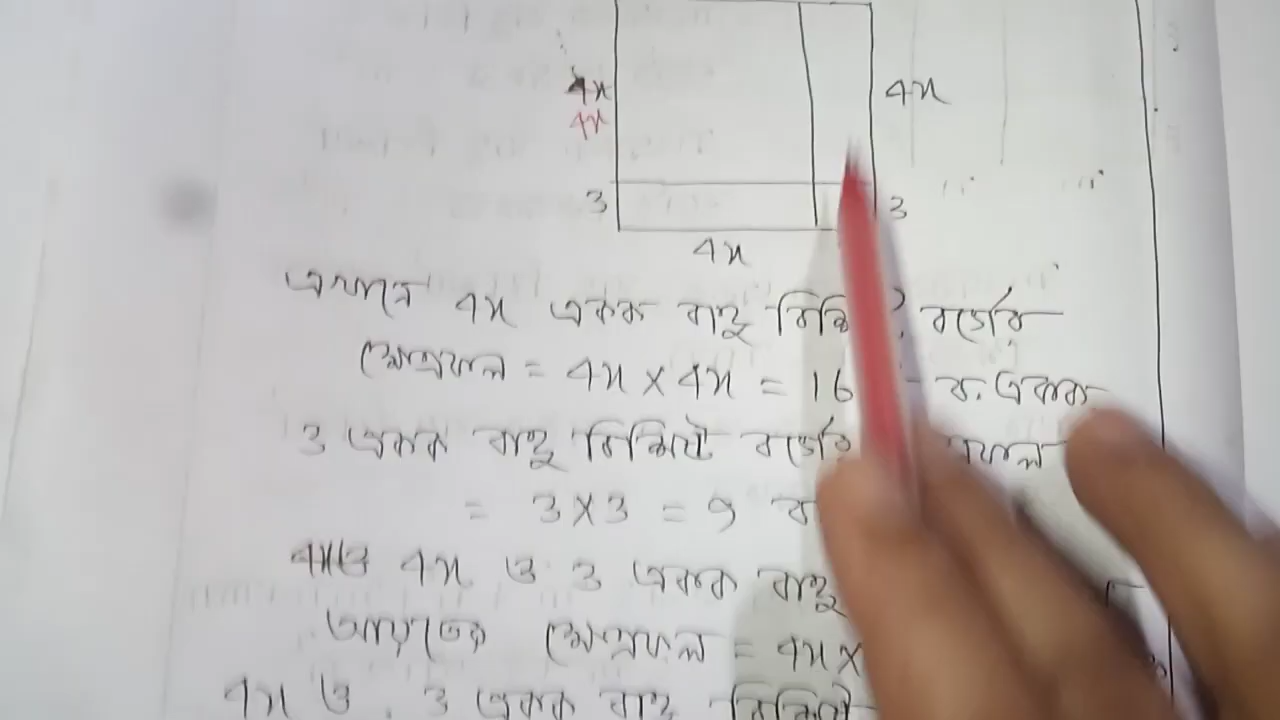 4x 4x
4x
3 3
4x
এখানে 4x একক বাহু বর্গের
ক্ষেত্রফল = 4x × 4x = 16 ব. একক
3 একক বাহু বিশিষ্ট বর্গের
= 3×3 = 9 ব
4x ও 3 একক বাহু
আয়তের ক্ষেত্রফল = 4x ×
4x ও 3 একক বাহু বিশিষ্ট